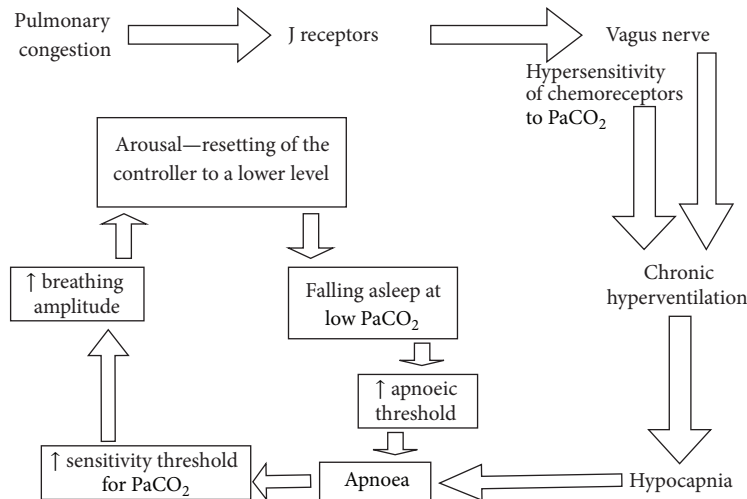 Pulmonary
congestion
J receptors
Vagus nerve
Hypersensitivity
of chemoreceptors
to PaCO₂
Arousal—resetting of the
controller to a lower level
↑ breathing
amplitude
Falling asleep at
low PaCO₂
Chronic
hyperventilation
↑ apnoeic
threshold
↑ sensitivity threshold
for PaCO₂
Apnoea
Hypocapnia